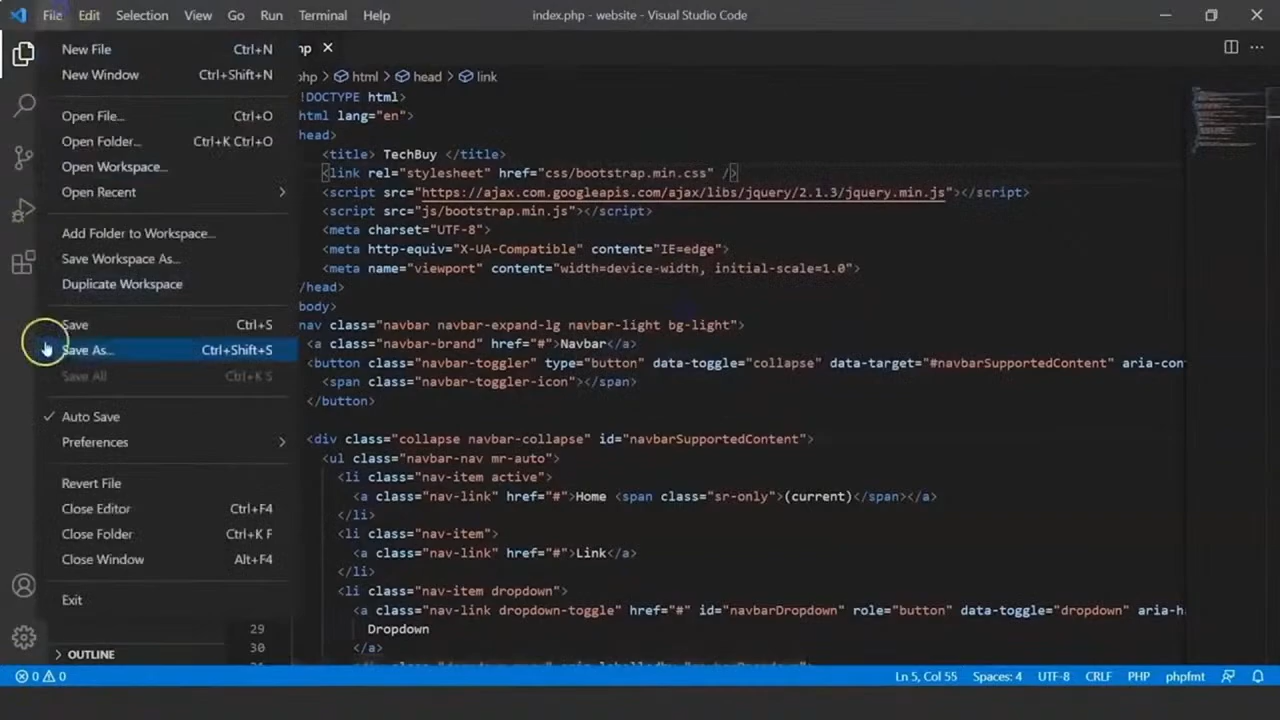 File Edit Selection View Go Run Terminal Help index.php - website - Visual Studio Code
New File Ctrl+N
New Window Ctrl+Shift+N
Open File... Ctrl+O
Open Folder... Ctrl+K Ctrl+O
Open Workspace...
Open Recent
Add Folder to Workspace...
Save Workspace As...
Duplicate Workspace
Save Ctrl+S
Save As... Ctrl+Shift+S
Save All Ctrl+K S
Auto Save
Preferences
Revert File
Close Editor Ctrl+F4
Close Folder Ctrl+K F
Close Window Alt+F4
Exit
OUTLINE
hp
php > html > head > link
!DOCTYPE html>
html lang="en">
head>
<title> TechBuy </title>
<link rel="stylesheet" href="css/bootstrap.min.css" />
<script src="https://ajax.com.googleapis.com/ajax/libs/jquery/2.1.3/jquery.min.js"></script>
<script src="js/bootstrap.min.js"></script>
<meta charset="UTF-8">
<meta http-equiv="X-UA-Compatible" content="IE=edge">
<meta name="viewport" content="width=device-width, initial-scale=1.0">
/head>
body>
nav class="navbar navbar-expand-lg navbar-light bg-light">
<a class="navbar-brand" href="#">Navbar</a>
<button class="navbar-toggler" type="button" data-toggle="collapse" data-target="#navbarSupportedContent" aria-con
<span class="navbar-toggler-icon"></span>
</button>
<div class="collapse navbar-collapse" id="navbarSupportedContent">
<ul class="navbar-nav mr-auto">
<li class="nav-item active">
<a class="nav-link" href="#">Home <span class="sr-only">(current)</span></a>
</li>
<li class="nav-item">
<a class="nav-link" href="#">Link</a>
</li>
<li class="nav-item dropdown">
<a class="nav-link dropdown-toggle" href="#" id="navbarDropdown" role="button" data-toggle="dropdown" aria-h
29 Dropdown
30 </a>
0 0 Ln 5, Col 55 Spaces: 4 UTF-8 CRLF PHP phpfmt